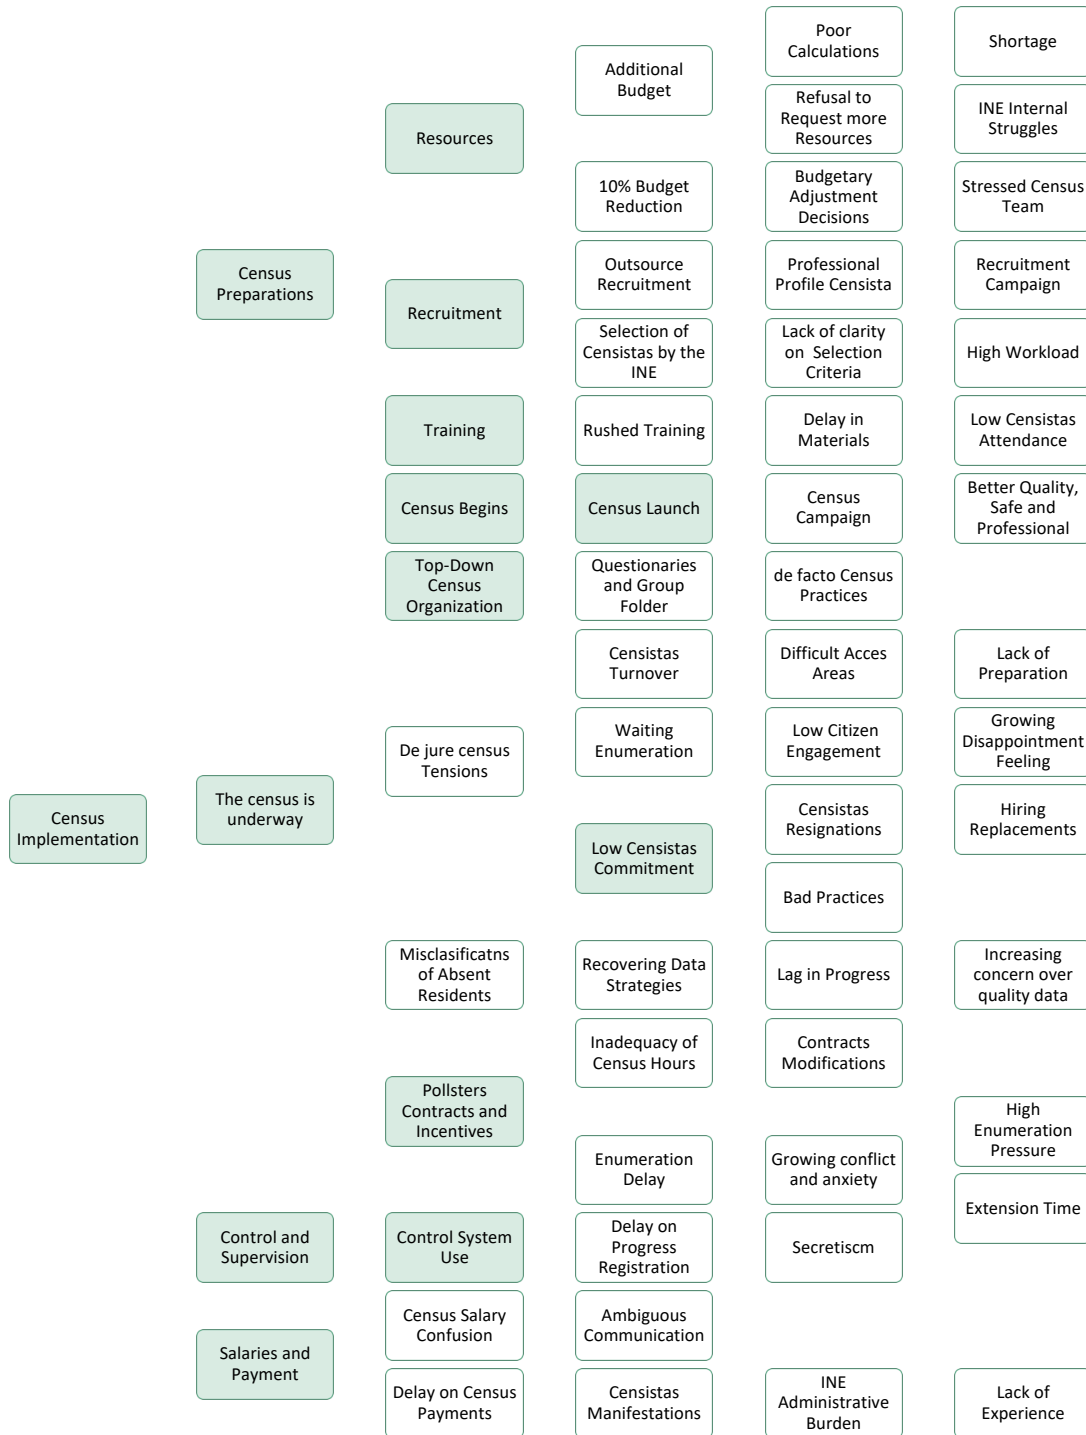 Poor
Calculations
Shortage
Additional
Budget
Refusal to
Request more
Resources
INE Internal
Struggles
Resources
10% Budget
Reduction
Budgetary
Adjustment
Decisions
Stressed Census
Team
Census
Preparations
Outsource
Recruitment
Professional
Profile Censista
Recruitment
Campaign
Recruitment
Selection of
Censistas by the
INE
Lack of clarity
on Selection
Criteria
High Workload
Training
Rushed Training
Delay in
Materials
Low Censistas
Attendance
Census Begins
Census Launch
Census
Campaign
Better Quality,
Safe and
Professional
Top-Down
Census
Organization
Questionaries
and Group
Folder
de facto Census
Practices
Censistas
Turnover
Difficult Acces
Areas
Lack of
Preparation
De jure census
Tensions
Waiting
Enumeration
Low Citizen
Engagement
Growing
Disappointment
Feeling
Census
Implementation
The census is
underway
Low Censistas
Commitment
Censistas
Resignations
Hiring
Replacements
Bad Practices
Misclasificatns
of Absent
Residents
Recovering Data
Strategies
Lag in Progress
Increasing
concern over
quality data
Inadequacy of
Census Hours
Contracts
Modifications
Pollsters
Contracts and
Incentives
High
Enumeration
Pressure
Enumeration
Delay
Growing conflict
and anxiety
Extension Time
Control and
Supervision
Control System
Use
Delay on
Progress
Registration
Secretiscm
Census Salary
Confusion
Ambiguous
Communication
Salaries and
Payment
Delay on Census
Payments
Censistas
Manifestations
INE
Administrative
Burden
Lack of
Experience